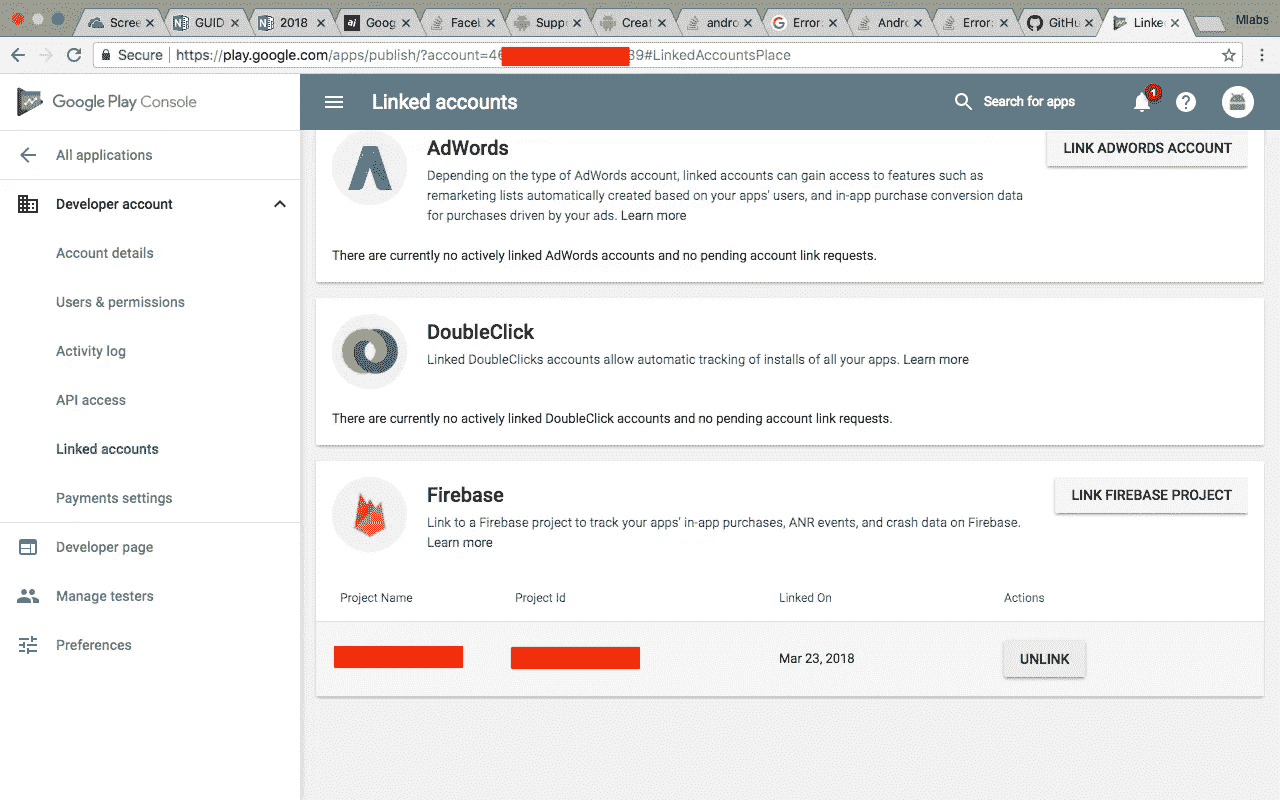 Scree
GUID
2018
Goog
Faceb
Suppo
Creat
andro
Error:
Andro
Error:
GitHu
Linke
Mlabs
Secure https://play.google.com/apps/publish/?account=46 39#LinkedAccountsPlace
Google Play Console
Linked accounts
Search for apps
1
All applications
Developer account
Account details
Users & permissions
Activity log
API access
Linked accounts
Payments settings
Developer page
Manage testers
Preferences
AdWords
LINK ADWORDS ACCOUNT
Depending on the type of AdWords account, linked accounts can gain access to features such as
remarketing lists automatically created based on your apps' users, and in-app purchase conversion data
for purchases driven by your ads. Learn more
There are currently no actively linked AdWords accounts and no pending account link requests.
DoubleClick
Linked DoubleClicks accounts allow automatic tracking of installs of all your apps. Learn more
There are currently no actively linked DoubleClick accounts and no pending account link requests.
Firebase
LINK FIREBASE PROJECT
Link to a Firebase project to track your apps' in-app purchases, ANR events, and crash data on Firebase.
Learn more
Project Name Project Id Linked On Actions
Mar 23, 2018 UNLINK